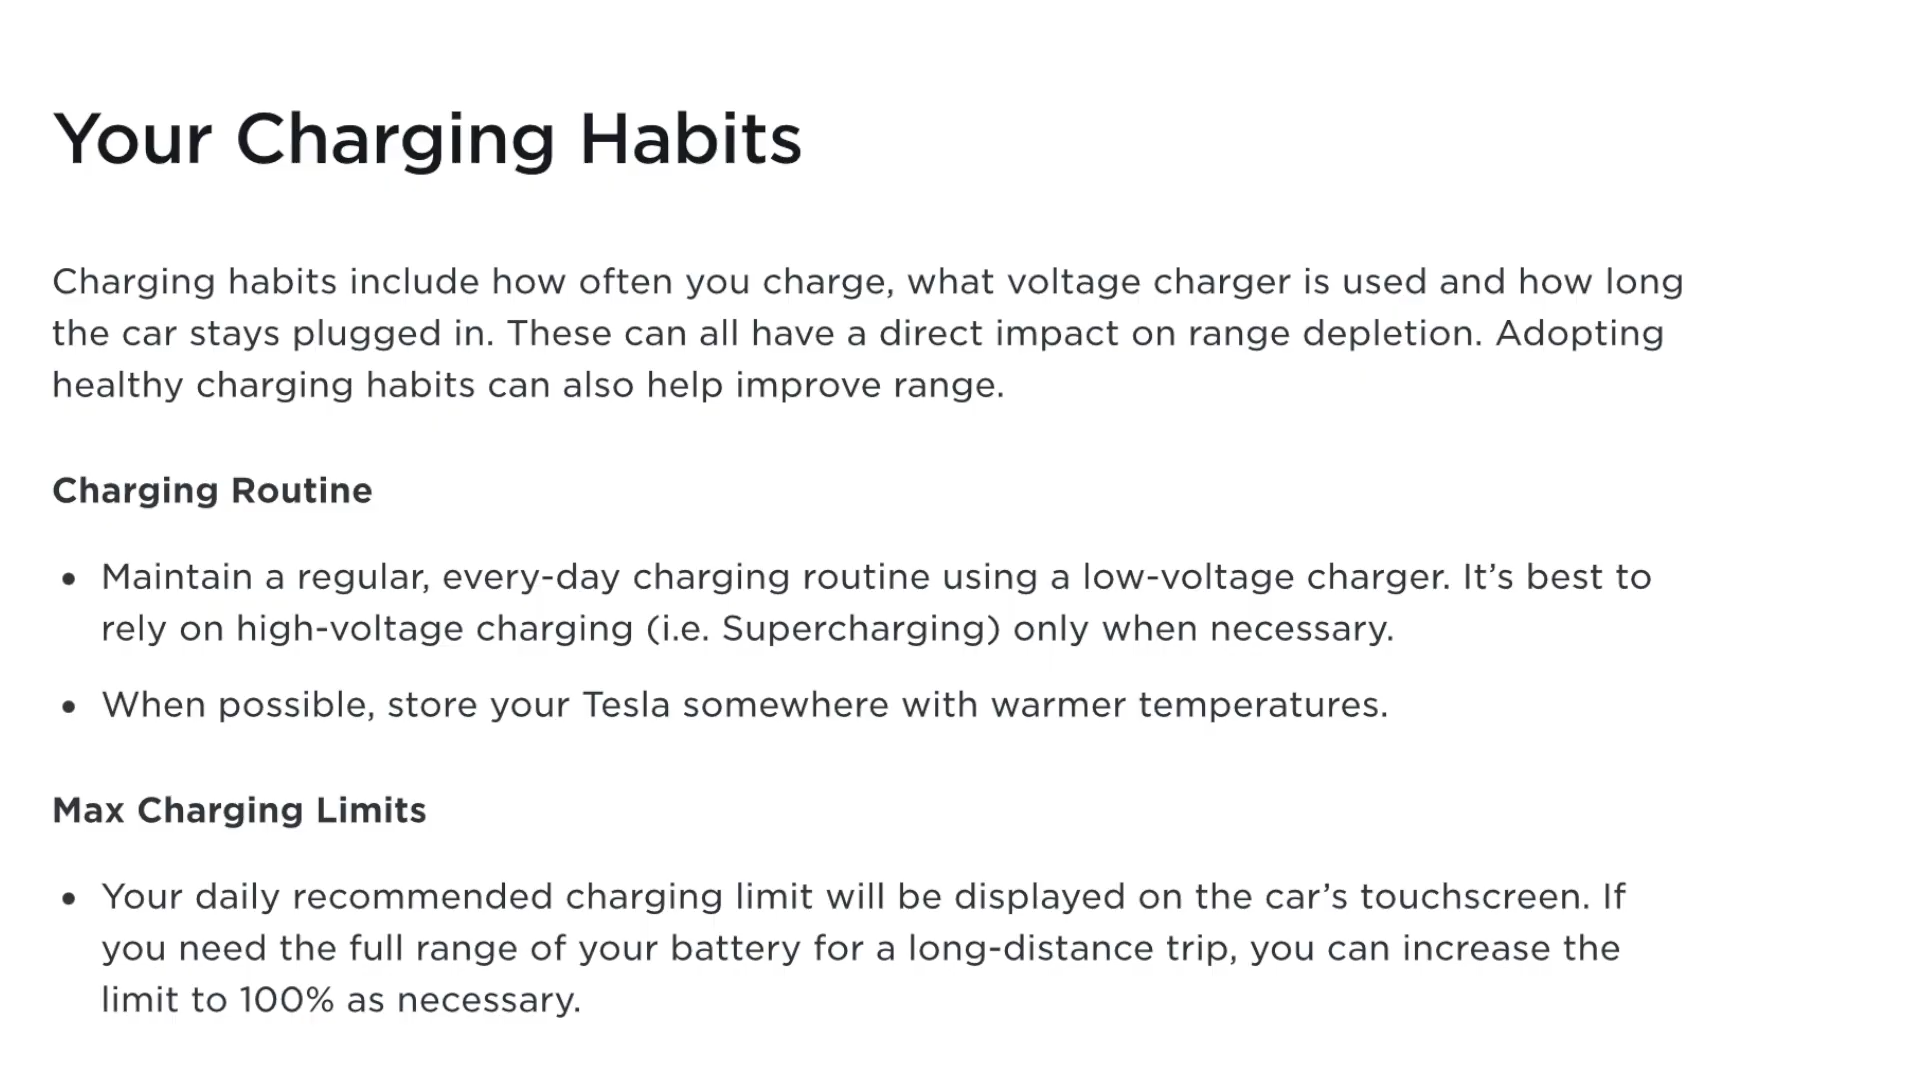 Your Charging Habits
Charging habits include how often you charge, what voltage charger is used and how long
the car stays plugged in. These can all have a direct impact on range depletion. Adopting
healthy charging habits can also help improve range.
Charging Routine
• Maintain a regular, every-day charging routine using a low-voltage charger. It’s best to
rely on high-voltage charging (i.e. Supercharging) only when necessary.
• When possible, store your Tesla somewhere with warmer temperatures.
Max Charging Limits
• Your daily recommended charging limit will be displayed on the car’s touchscreen. If
you need the full range of your battery for a long-distance trip, you can increase the
limit to 100% as necessary.